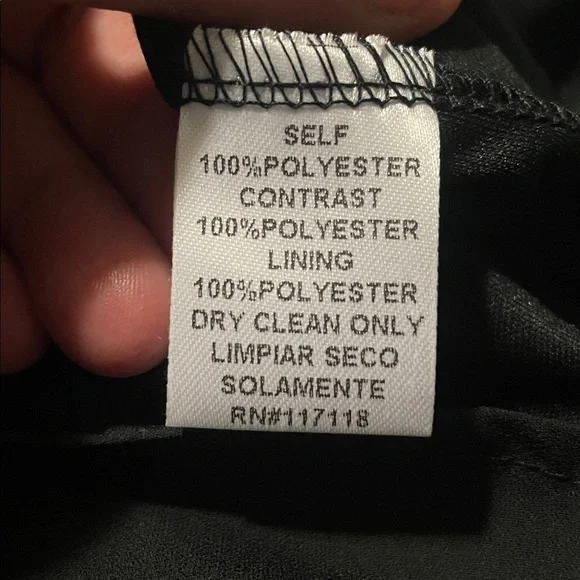 SELF
100%POLYESTER
CONTRAST
100%POLYESTER
LINING
100%POLYESTER
DRY CLEAN ONLY
LIMPIAR SECO
SOLAMENTE
RN#117118